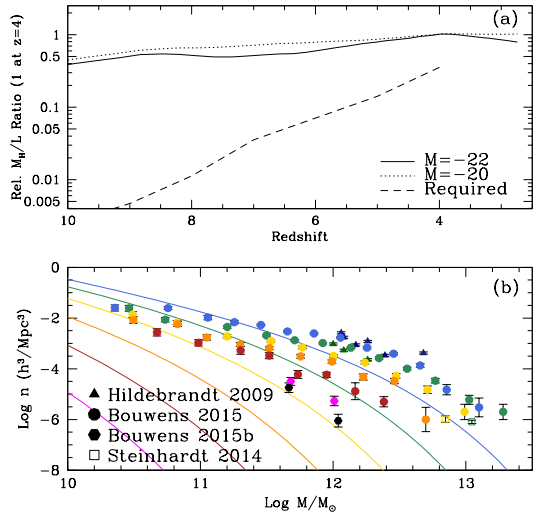 (a)
1
0.5
0.1
0.05
0.01
0.005
Rel. M_H/L Ratio (1 at z=4)
M=−22
M=−20
Required
10 8 6 4
Redshift
(b)
0
−2
−4
−6
−8
Log n (h³/Mpc³)
Hildebrandt 2009
Bouwens 2015
Bouwens 2015b
Steinhardt 2014
10 11 12 13
Log M/M_⊙